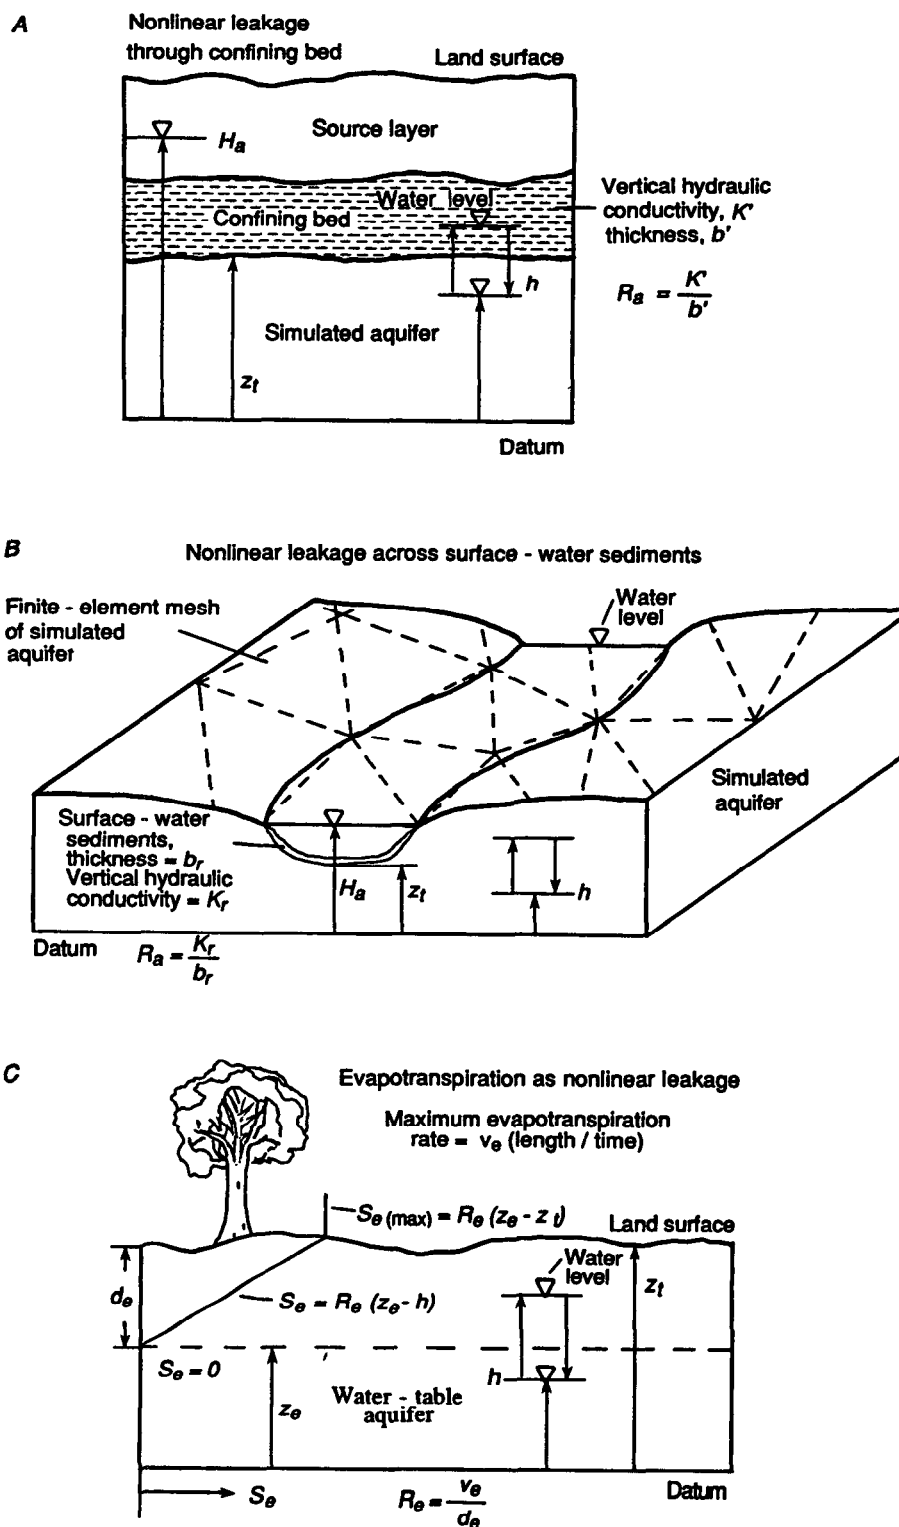 A
Nonlinear leakage
through confining bed
Land surface
Source layer
Hₐ
Water level
Confining bed
Vertical hydraulic
conductivity, K'
thickness, b'
h
Rₐ = K'/b'
Simulated aquifer
zₜ
Datum
B
Nonlinear leakage across surface - water sediments
Finite - element mesh
of simulated
aquifer
Water
level
Simulated
aquifer
Surface - water
sediments,
thickness = bᵣ
Vertical hydraulic
conductivity = Kᵣ
Hₐ
zₜ
h
Datum
Rₐ = Kᵣ/bᵣ
C
Evapotranspiration as nonlinear leakage
Maximum evapotranspiration
rate = vₑ (length / time)
Sₑ (max) = Rₑ (zₑ - zₜ)
Land surface
Water
level
zₜ
dₑ
Sₑ = Rₑ (zₑ - h)
Sₑ = 0
h
Water - table
aquifer
zₑ
Datum
Sₑ
Rₑ = vₑ/dₑ